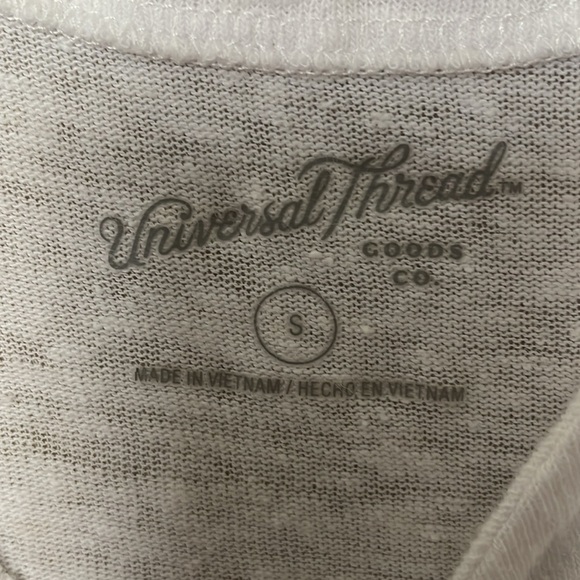 Universal Thread™
GOODS
CO.
S
MADE IN VIETNAM / HECHO EN VIETNAM